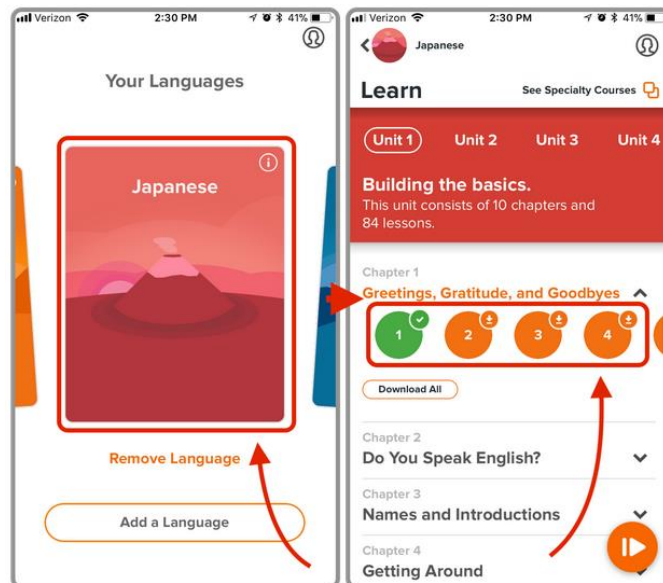 Verizon 2:30 PM 41%
Your Languages
Japanese
Remove Language
Add a Language
Verizon 2:30 PM 41%
Japanese
Learn See Specialty Courses
Unit 1 Unit 2 Unit 3 Unit 4
Building the basics.
This unit consists of 10 chapters and
84 lessons.
Chapter 1
Greetings, Gratitude, and Goodbyes
1 2 3 4
Download All
Chapter 2
Do You Speak English?
Chapter 3
Names and Introductions
Chapter 4
Getting Around